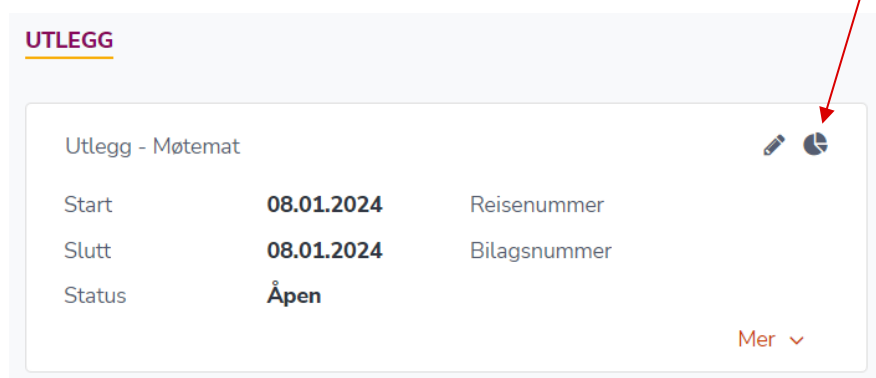 UTLEGG
Utlegg - Møtemat
Start 08.01.2024 Reisenummer
Slutt 08.01.2024 Bilagsnummer
Status Åpen
Mer